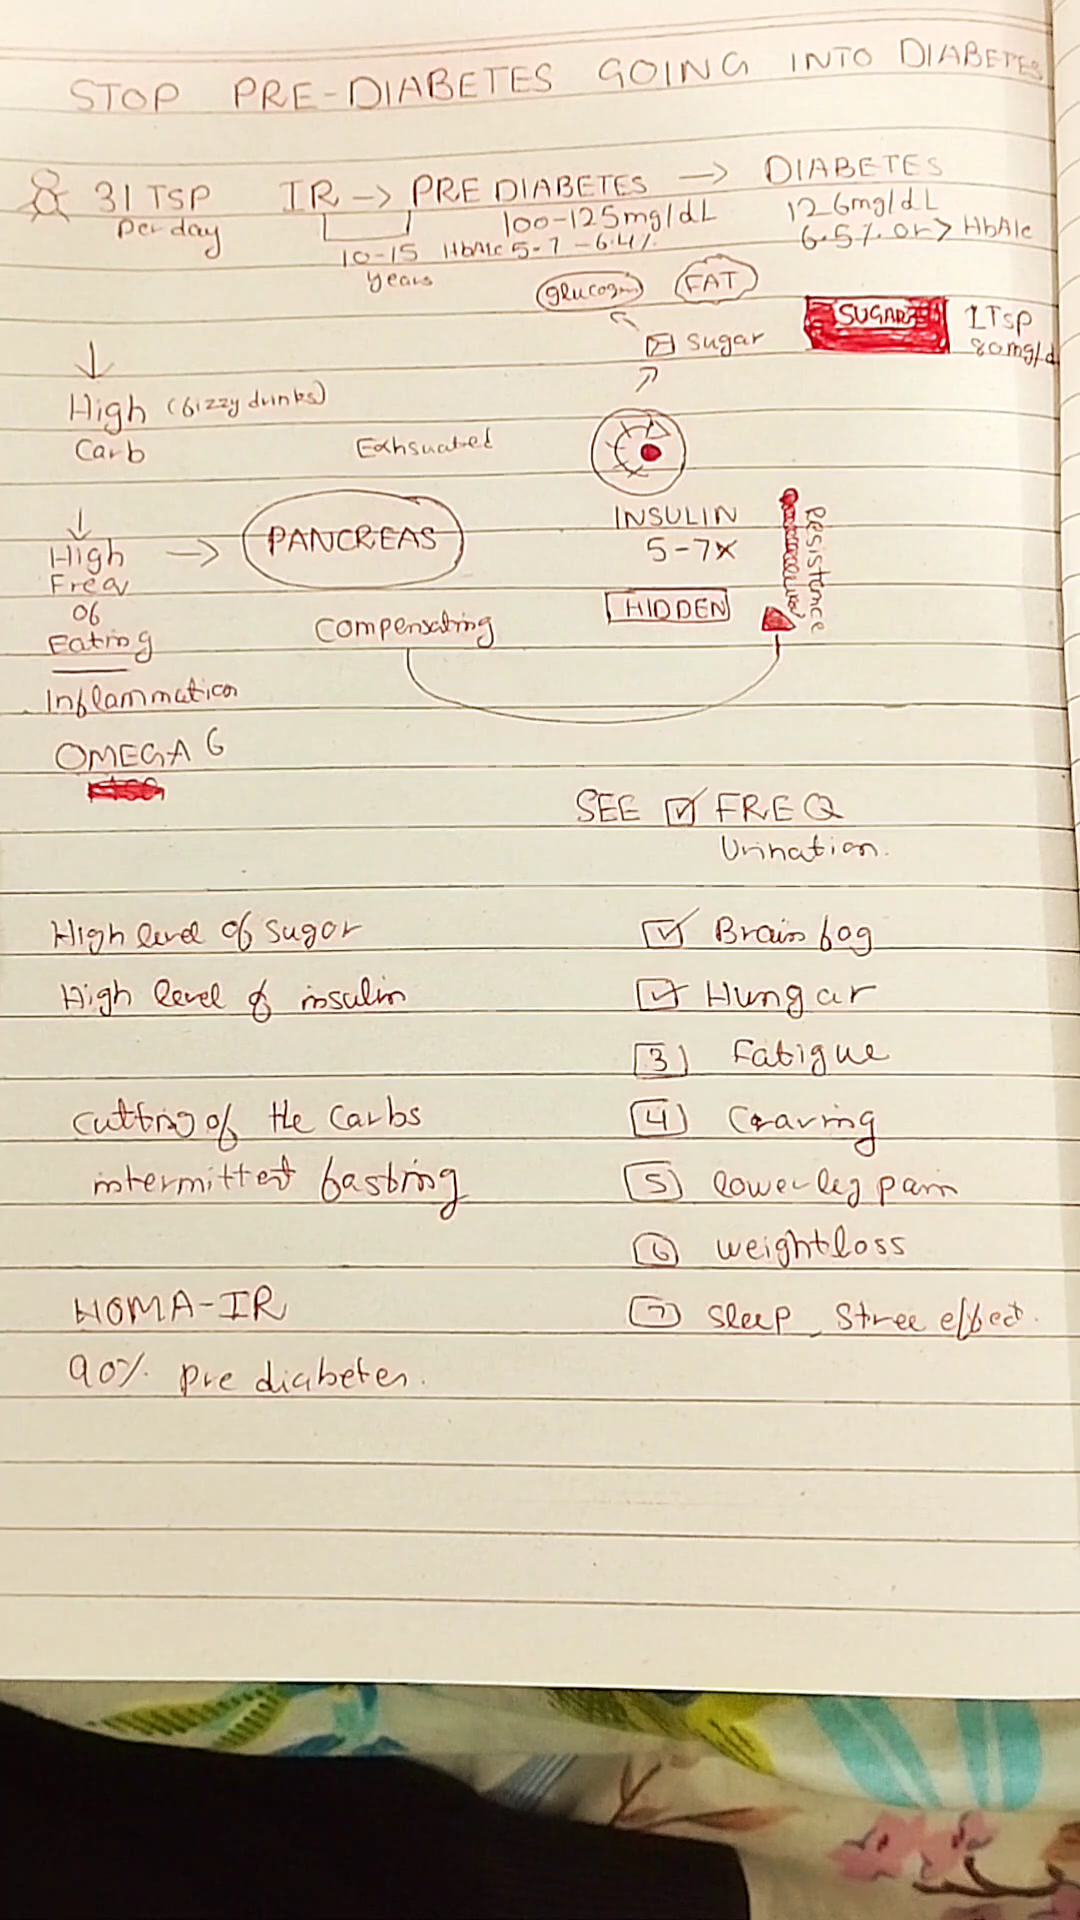 STOP PRE-DIABETES GOING INTO DIABETES
31 TSP IR → PRE DIABETES → DIABETES
Per day 100-125mg/dL 126mg/dL
10-15 HbA1c 5-7-6.4% 6.5% or > HbA1c
years
glucogen FAT
SUGAR 1TSP
sugar 80mg/d
High (fizzy drinks)
Carb Exhsuated
INSULIN
5-7x
Resistence
High → PANCREAS
Freq
of
Eating
HIDDEN
Compensating
Inflammation
OMEGA 6
SEE ☑ FREQ
Urination.
High level of sugar ☑ Brain fog
High level of insulin ☑ Hungar
3 Fatigue
Cutting of the Carbs 4 Craving
intermittent fasting 5 lower leg pain
6 weightloss
HOMA-IR 7 Sleep, Stree effect.
90% pre diabeter.